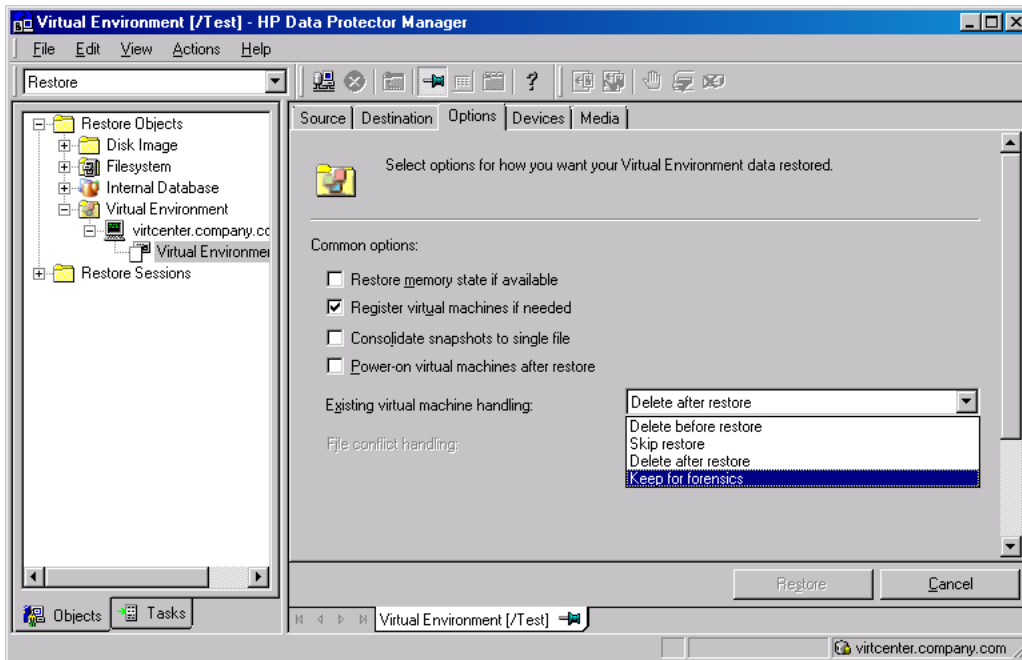 Virtual Environment [/Test] - HP Data Protector Manager
File Edit View Actions Help
Restore
Restore Objects
Disk Image
Filesystem
Internal Database
Virtual Environment
virtcenter.company.co
Virtual Environmer
Restore Sessions
Objects Tasks
Source Destination Options Devices Media
Select options for how you want your Virtual Environment data restored.
Common options:
Restore memory state if available
Register virtual machines if needed
Consolidate snapshots to single file
Power-on virtual machines after restore
Existing virtual machine handling: Delete after restore
Delete before restore
File conflict handling: Skip restore
Delete after restore
Keep for forensics
Restore Cancel
Virtual Environment [/Test]
virtcenter.company.com